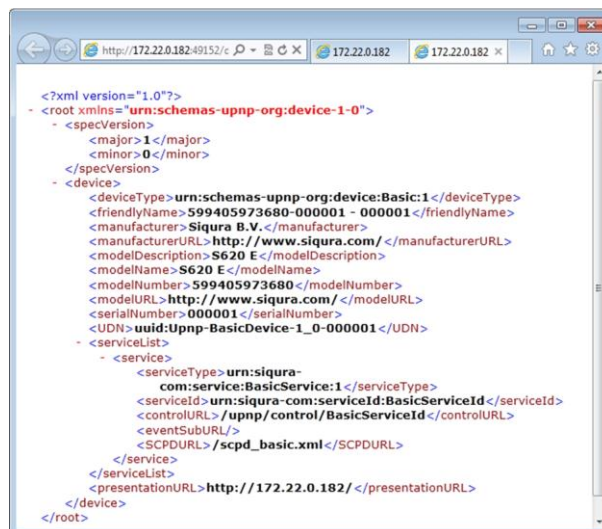 http://172.22.0.182:49152/c
172.22.0.182
172.22.0.182
<?xml version="1.0"?>
- <root xmlns="urn:schemas-upnp-org:device-1-0">
- <specVersion>
<major>1</major>
<minor>0</minor>
</specVersion>
- <device>
<deviceType>urn:schemas-upnp-org:device:Basic:1</deviceType>
<friendlyName>599405973680-000001 - 000001</friendlyName>
<manufacturer>Siqura B.V.</manufacturer>
<manufacturerURL>http://www.siqura.com/</manufacturerURL>
<modelDescription>S620 E</modelDescription>
<modelName>S620 E</modelName>
<modelNumber>599405973680</modelNumber>
<modelURL>http://www.siqura.com/</modelURL>
<serialNumber>000001</serialNumber>
<UDN>uuid:Upnp-BasicDevice-1_0-000001</UDN>
- <serviceList>
- <service>
<serviceType>urn:siqura-
com:service:BasicService:1</serviceType>
<serviceId>urn:siqura-com:serviceId:BasicServiceId</serviceId>
<controlURL>/upnp/control/BasicServiceId</controlURL>
<eventSubURL/>
<SCPDURL>/scpd_basic.xml</SCPDURL>
</service>
</serviceList>
<presentationURL>http://172.22.0.182/</presentationURL>
</device>
</root>